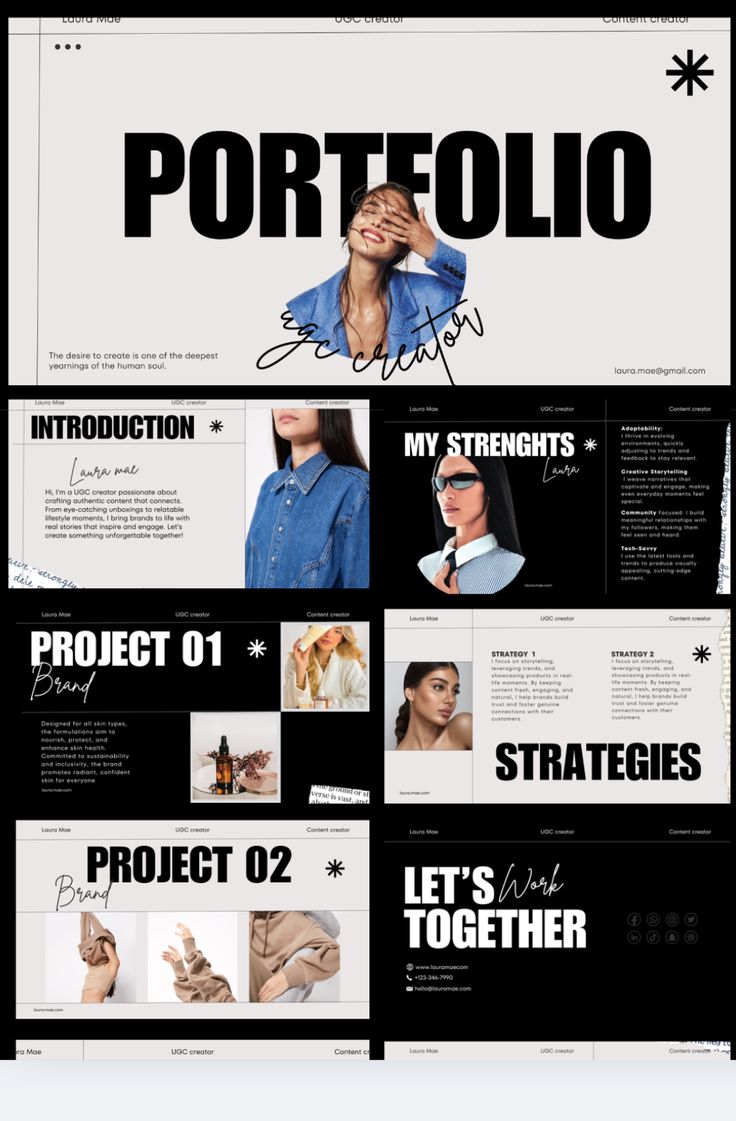 Laura Mae UGC creator Content creator
PORTFOLIO
ugc creator
The desire to create is one of the deepest
yearnings of the human soul.
laura.mae@gmail.com
Laura Mae UGC creator Content creator
INTRODUCTION
Laura mae
Hi, I'm a UGC creator passionate about
crafting authentic content that connects.
From eye-catching unboxings to relatable
lifestyle moments, I bring brands to life with
real stories that inspire and engage. Let's
create something unforgettable together!
Laura Mae UGC creator Content creator
MY STRENGHTS
Laura
Adoptability:
I thrive in evolving
environments, quickly
adjusting to trends and
feedback to stay relevant.
Creative Storytelling
I weave narratives that
captivate and engage, making
even everyday moments feel
special.
Community Focused: I build
meaningful relationships with
my followers, making them
feel seen and heard.
Tech-Savvy
I use the latest tools and
trends to produce visually
appealing, cutting-edge
content.
laura.mae.com
Laura Mae UGC creator Content creator
PROJECT 01
Brand
Designed for all skin types,
the formulations aim to
nourish, protect, and
enhance skin health.
Committed to sustainability
and inclusivity, the brand
promotes radiant, confident
skin for everyone
laura.mae.com
the ground or st
verse is vast, and
Laura Mae UGC creator Content creator
STRATEGY 1
I focus on storytelling,
leveraging trends, and
showcasing products in real-
life moments. By keeping
content fresh, engaging, and
natural, I help brands build
trust and foster genuine
connections with their
customers.
STRATEGY 2
I focus on storytelling,
leveraging trends, and
showcasing products in real-
life moments. By keeping
content fresh, engaging, and
natural, I help brands build
trust and foster genuine
connections with their
customers.
STRATEGIES
laura.mae.com
Laura Mae UGC creator Content creator
PROJECT 02
Brand
laura.mae.com
Laura Mae UGC creator Content creator
LET'S Work
TOGETHER
www.lauramaecom
+123-346-7990
hello@lauramae.com
ra Mae UGC creator Content cr
Laura Mae UGC creator Content creator